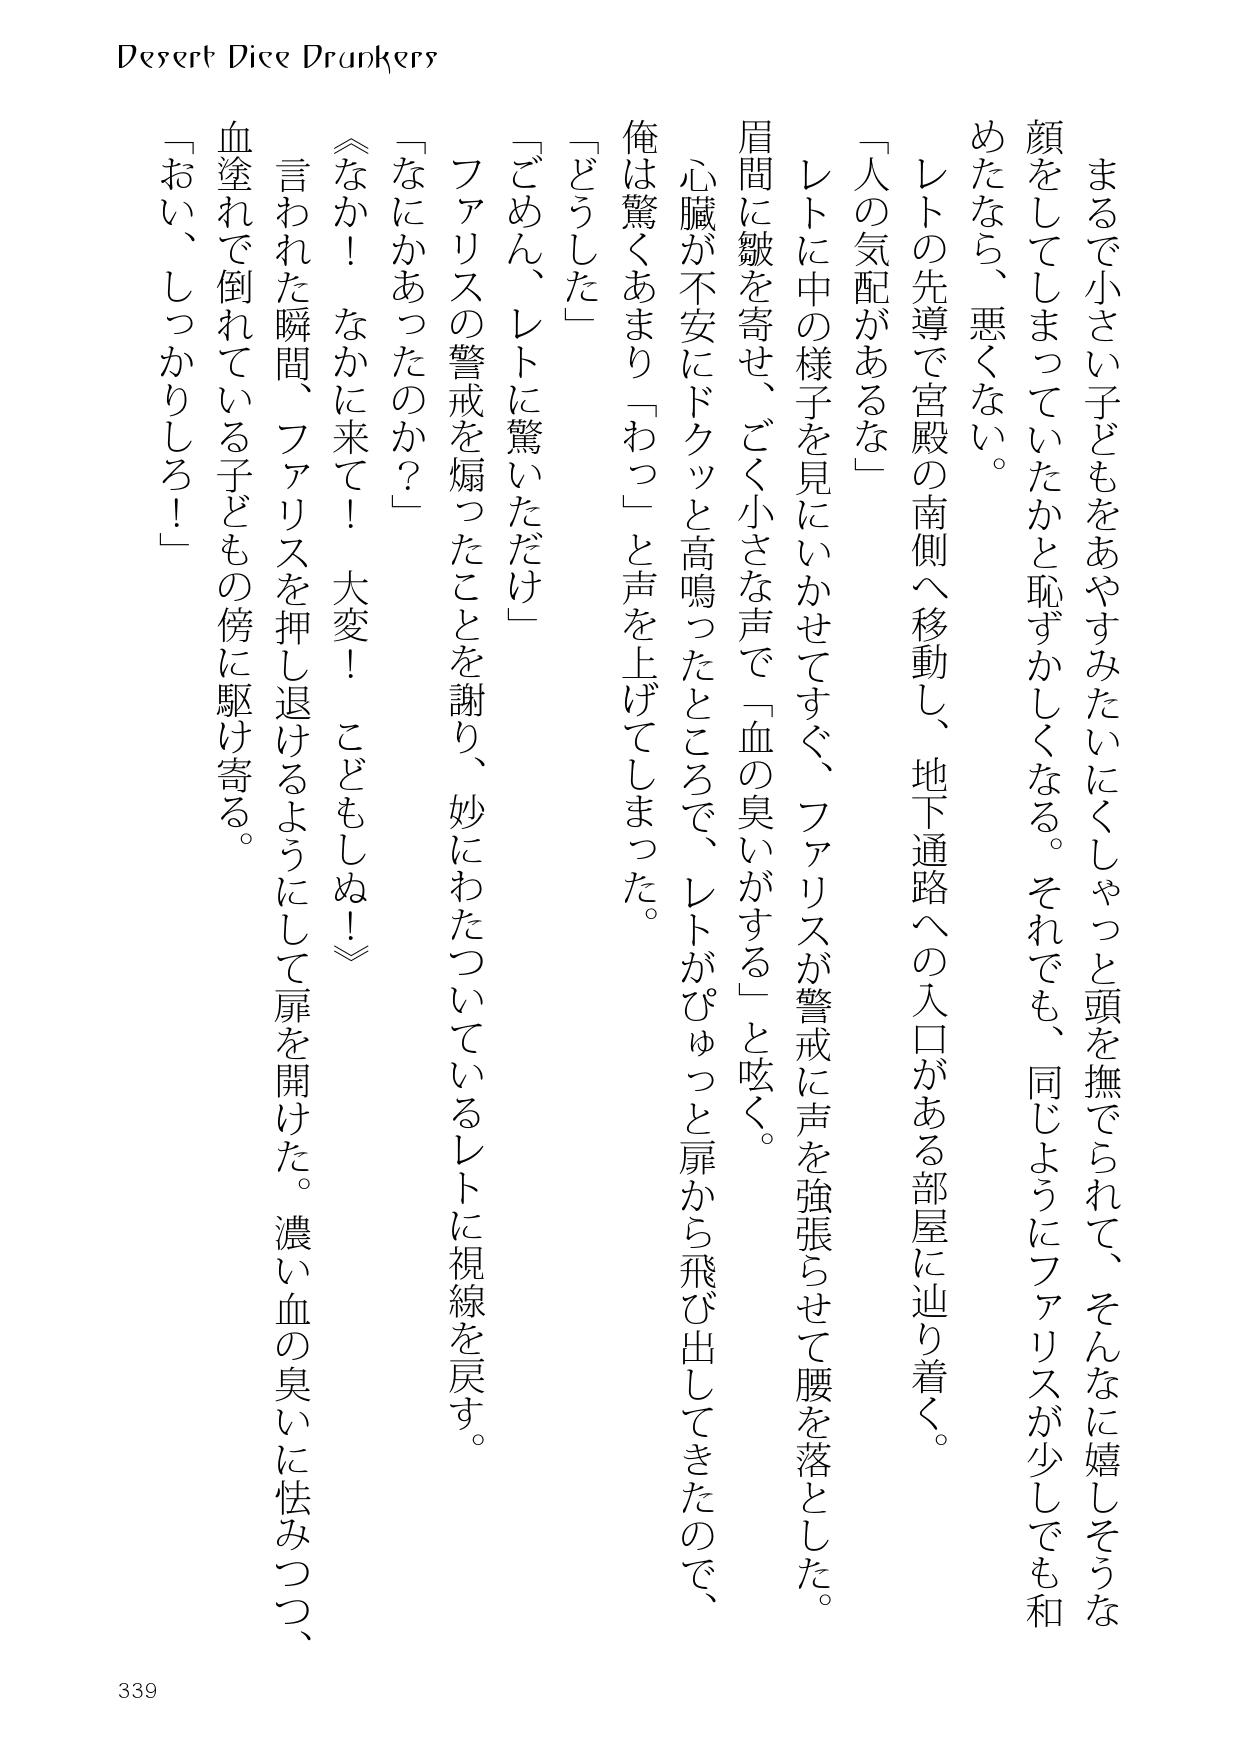 Desert Dice Drunkers
　まるで小さい子どもをあやすみたいにくしゃっと頭を撫でられて、そんなに嬉しそうな
顔をしてしまっていたかと恥ずかしくなる。それでも、同じようにファリスが少しでも和
めたなら、悪くない。
　レトの先導で宮殿の南側へ移動し、地下通路への入口がある部屋に辿り着く。
「人の気配があるな」
　レトに中の様子を見にいかせてすぐ、ファリスが警戒に声を強張らせて腰を落とした。
眉間に皺を寄せ、ごく小さな声で「血の臭いがする」と呟く。
　心臓が不安にドクッと高鳴ったところで、レトがぴゅっと扉から飛び出してきたので、
俺は驚くあまり「わっ」と声を上げてしまった。
「どうした」
「ごめん、レトに驚いただけ」
　ファリスの警戒を煽ったことを謝り、妙にわたついているレトに視線を戻す。
「なにかあったのか？」
《なか！　なかに来て！　大変！　こどもしぬ！》
　言われた瞬間、ファリスを押し退けるようにして扉を開けた。濃い血の臭いに怯みつつ、
血塗れで倒れている子どもの傍に駆け寄る。
「おい、しっかりしろ！」
339